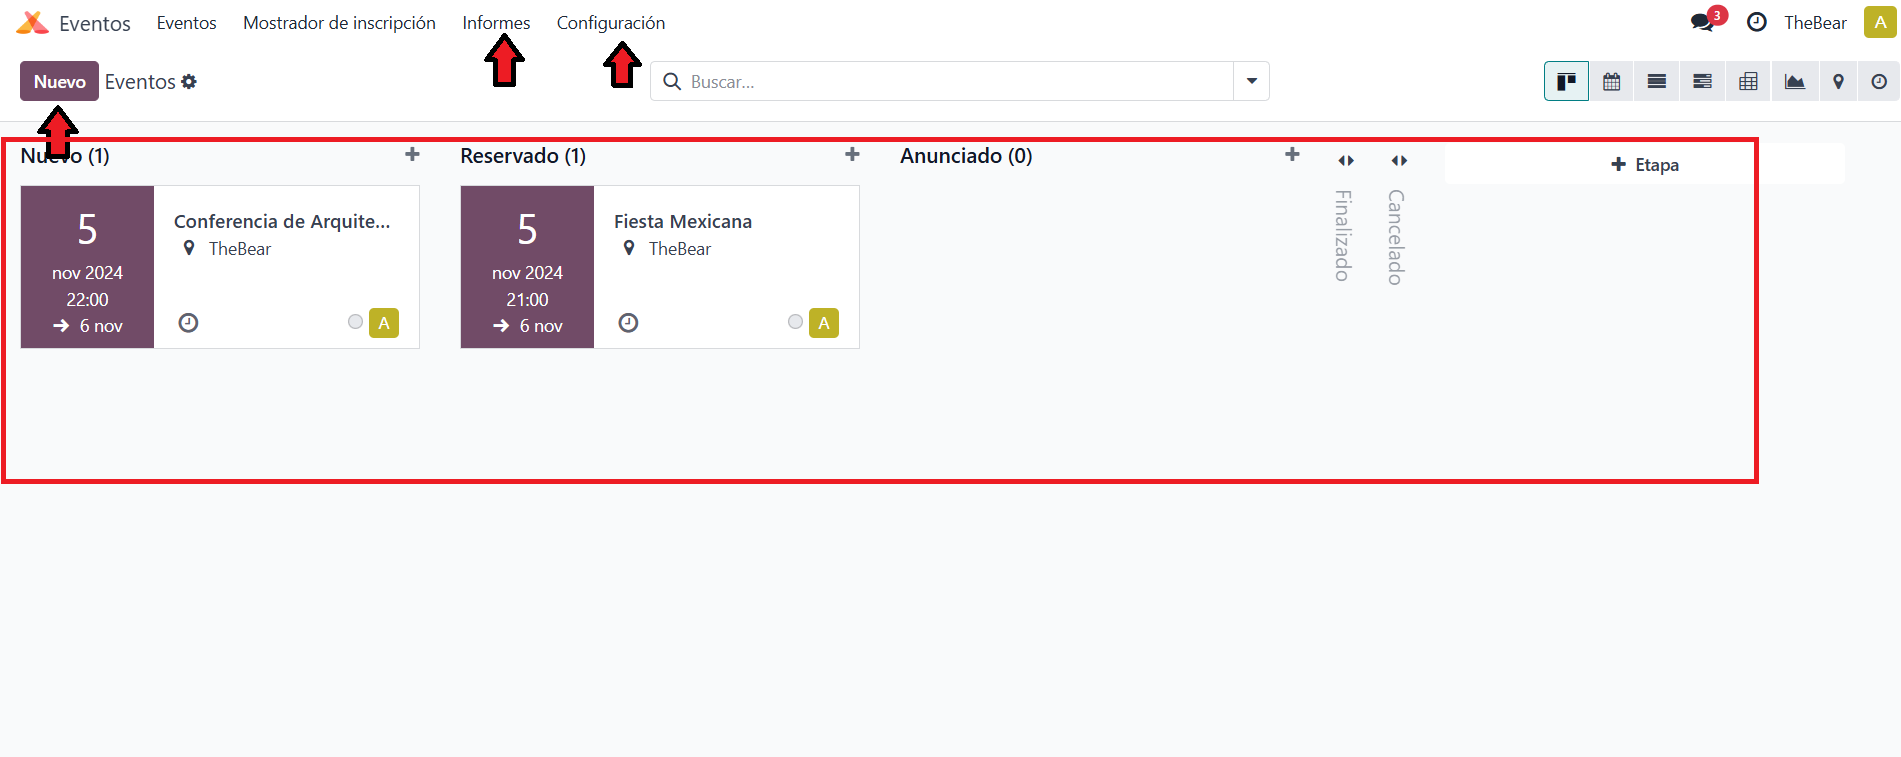 Eventos Eventos Mostrador de inscripción Informes Configuración 3 TheBear A
Nuevo Eventos Buscar...
Nuevo (1) Reservado (1) Anunciado (0) Etapa
5
nov 2024
22:00
→ 6 nov
Conferencia de Arquite...
TheBear
A
5
nov 2024
21:00
→ 6 nov
Fiesta Mexicana
TheBear
A
Finalizado
Cancelado